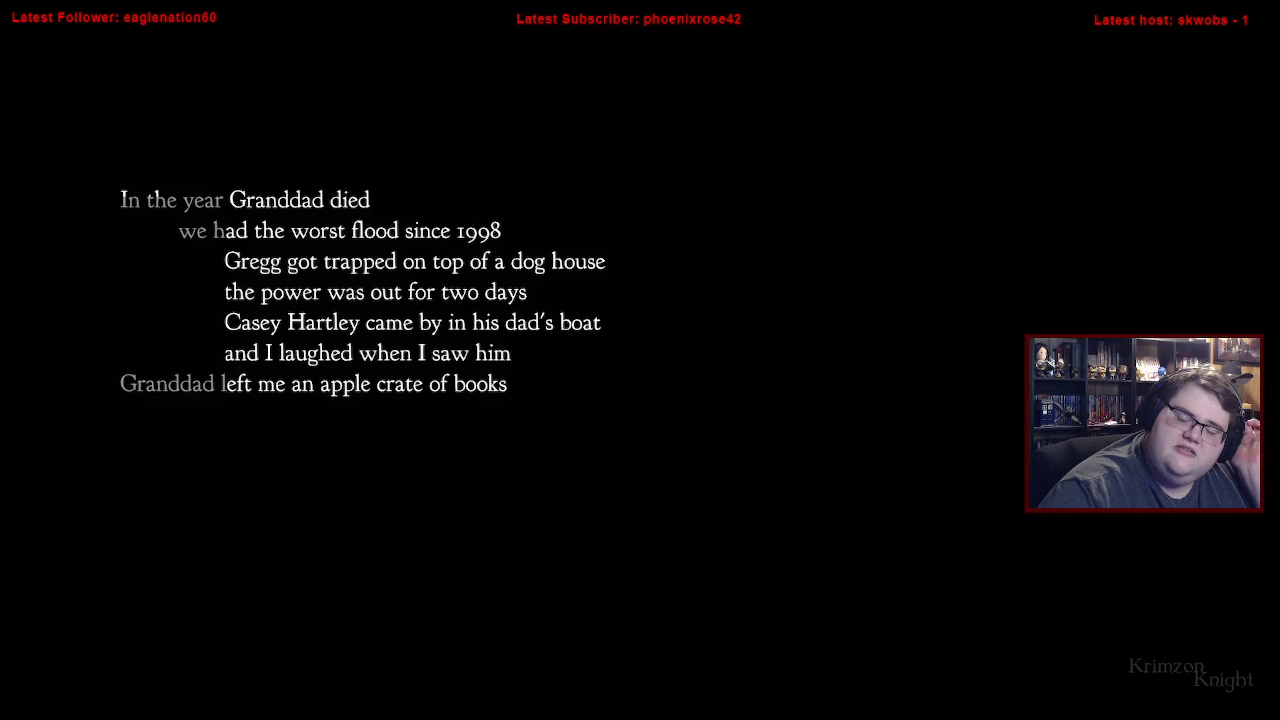 Latest Follower: eaglenation60
Latest Subscriber: phoenixrose42
Latest host: skwobs - 1
In the year Granddad died
we had the worst flood since 1998
Gregg got trapped on top of a dog house
the power was out for two days
Casey Hartley came by in his dad's boat
and I laughed when I saw him
Granddad left me an apple crate of books
Krimzon
Knight